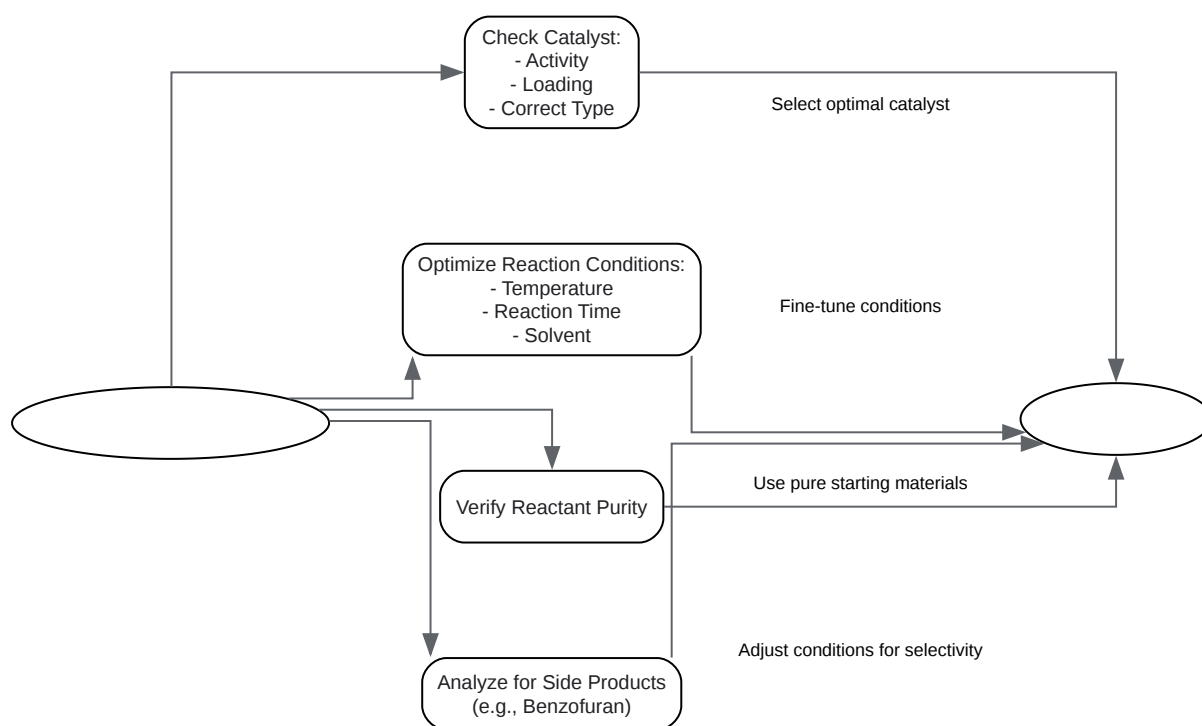 Check Catalyst:
- Activity
- Loading
- Correct Type
Select optimal catalyst
Optimize Reaction Conditions:
- Temperature
- Reaction Time
- Solvent
Fine-tune conditions
Verify Reactant Purity
Use pure starting materials
Analyze for Side Products
(e.g., Benzofuran)
Adjust conditions for selectivity